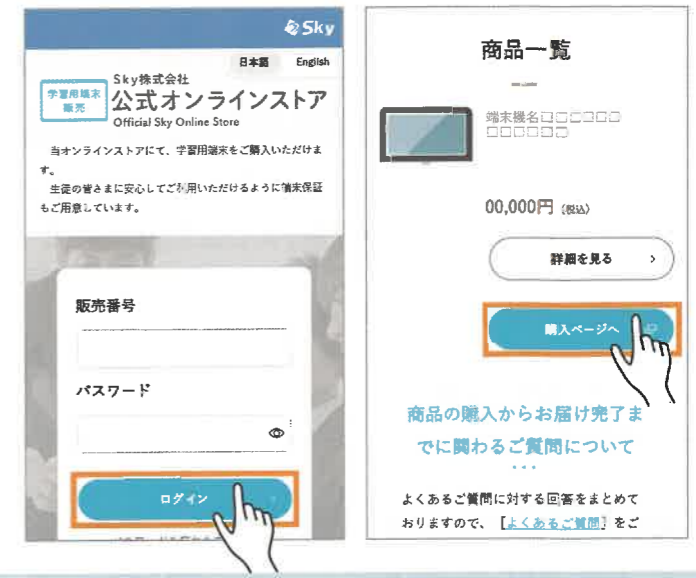 Sky
日本語 English
学習用端末
販売
Sky株式会社
公式オンラインストア
Official Sky Online Store
当オンラインストアにて、学習用端末をご購入いただけま
す。
生徒の皆さまに安心してご利用いただけるように端末保証
もご用意しています。
販売番号
パスワード
ログイン
商品一覧
端末機名□□□□□□
□□□□□□
00,000円 (税込)
詳細を見る
購入ページへ
商品の購入からお届け完了ま
でに関わるご質問について
よくあるご質問に対する回答をまとめて
おりますので、［よくあるご質問］をご